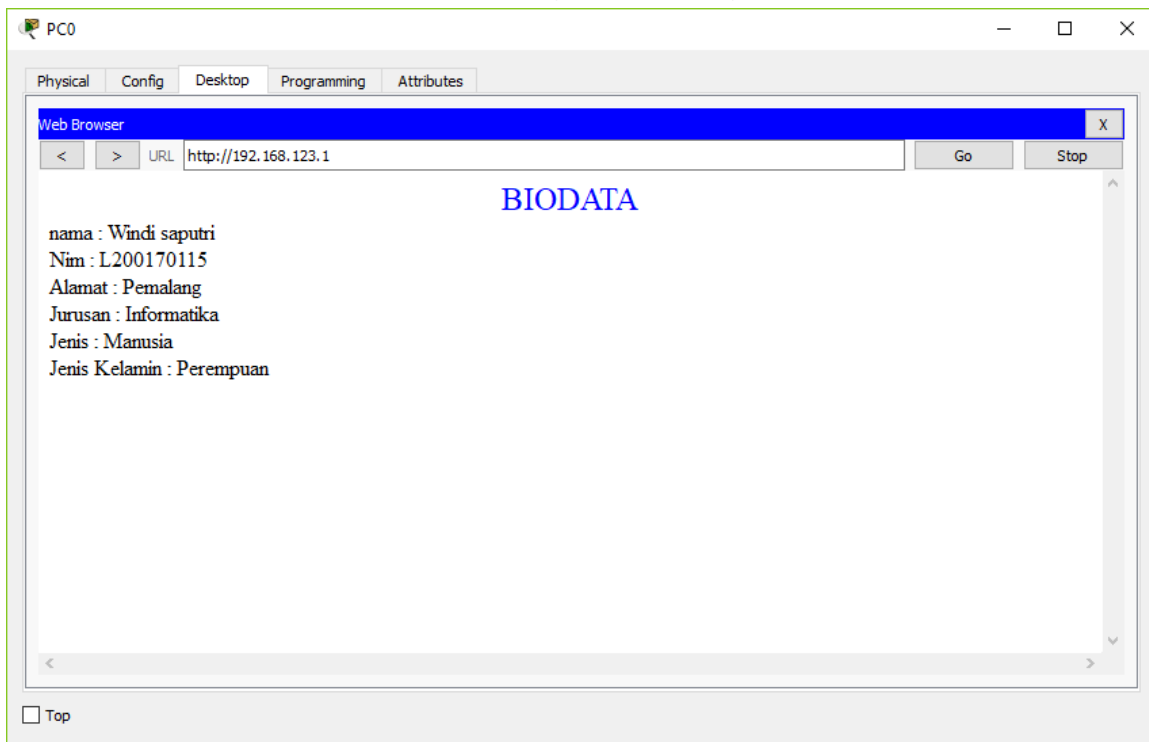 PC0
Physical Config Desktop Programming Attributes
Web Browser X
< > URL http://192.168.123.1 Go Stop
BIODATA
nama : Windi saputri
Nim : L200170115
Alamat : Pemalang
Jurusan : Informatika
Jenis : Manusia
Jenis Kelamin : Perempuan
Top